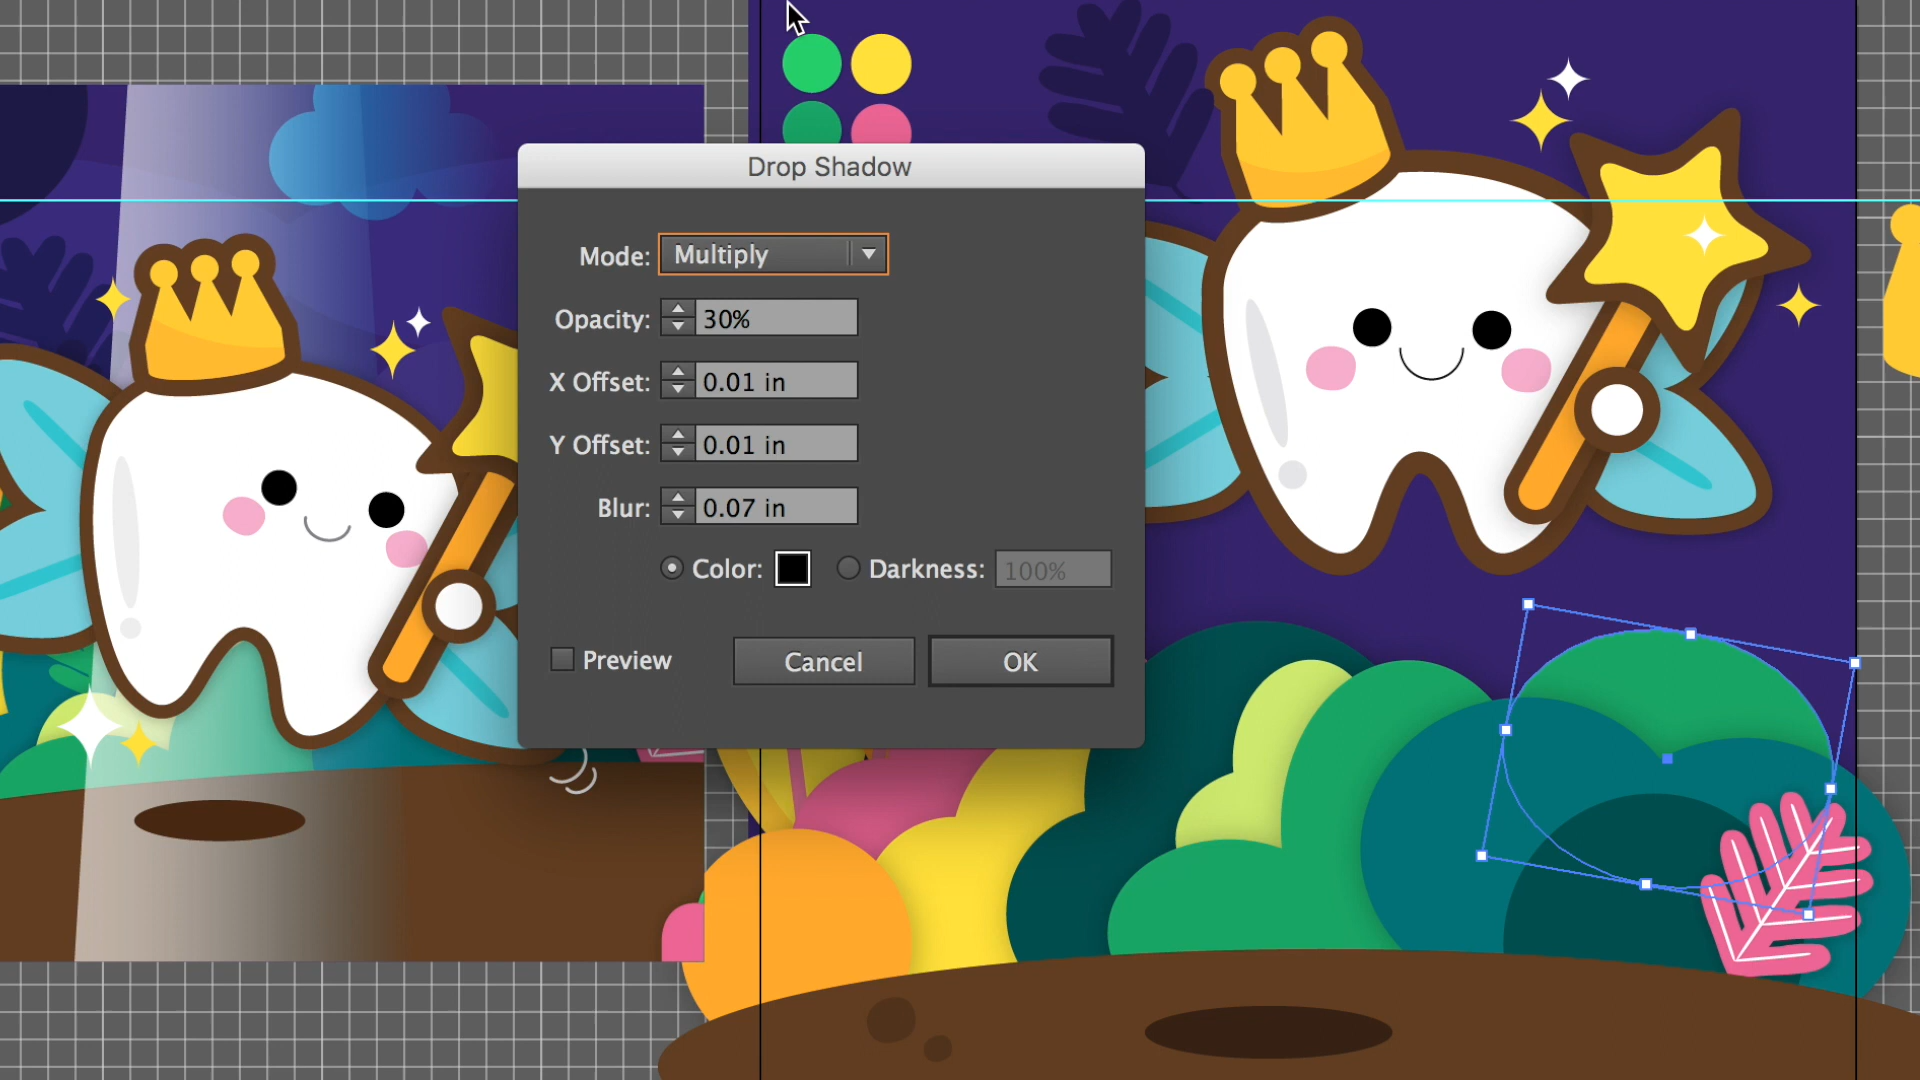 Drop Shadow
Mode: Multiply
Opacity: 30%
X Offset: 0.01 in
Y Offset: 0.01 in
Blur: 0.07 in
Color: Darkness: 100%
Preview Cancel OK